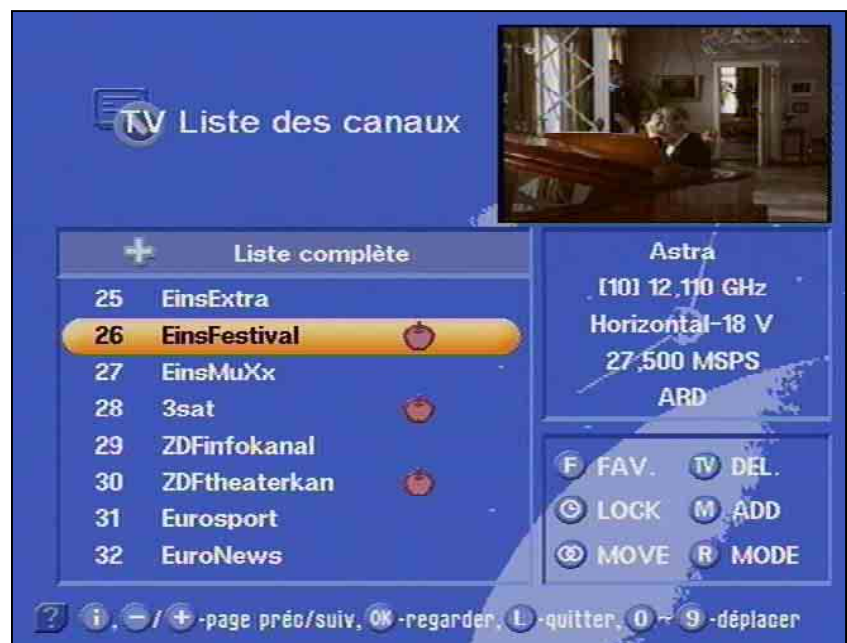 TV Liste des canaux
Liste complète
25 EinsExtra
26 EinsFestival
27 EinsMuXx
28 3sat
29 ZDFinfokanal
30 ZDFtheaterkan
31 Eurosport
32 EuroNews
Astra
[10] 12,110 GHz
Horizontal-18 V
27,500 MSPS
ARD
F FAV. TV DEL.
LOCK M ADD
MOVE R MODE
? i, -/+ -page préc/suiv, OK -regarder, L -quitter, 0 ~ 9 -déplacer